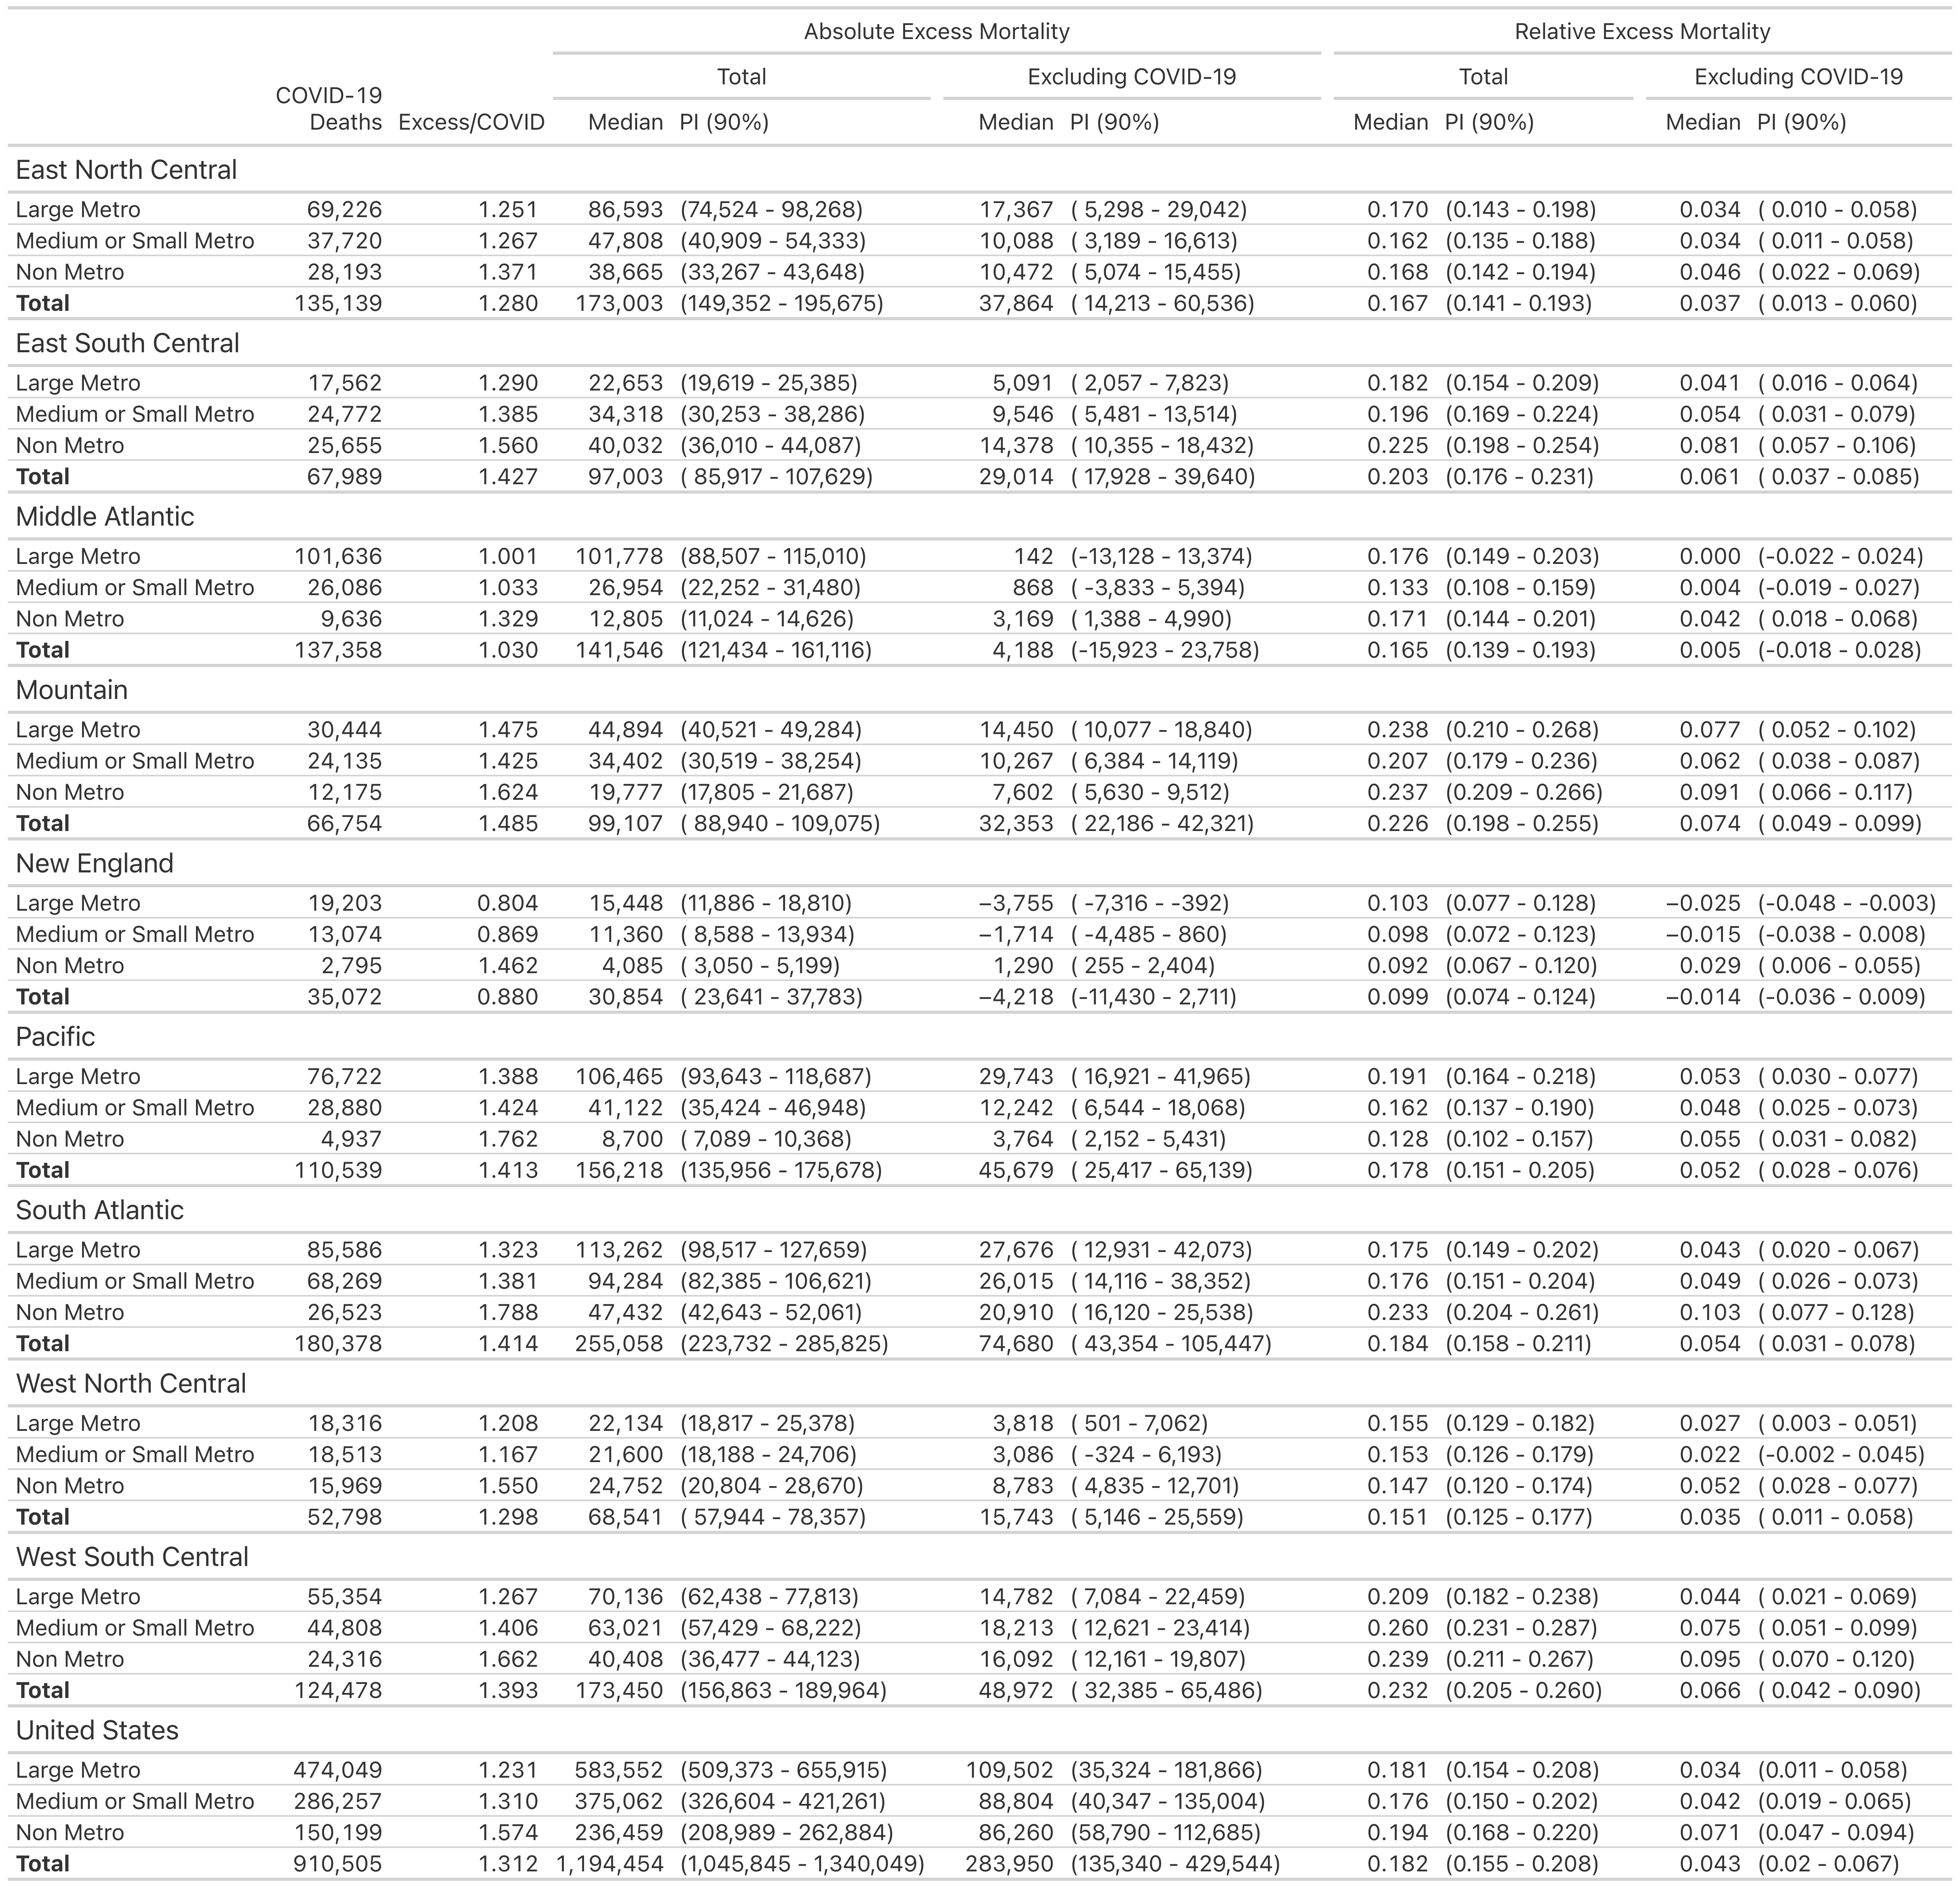 Absolute Excess Mortality Relative Excess Mortality
Total Excluding COVID-19 Total Excluding COVID-19
COVID-19
Deaths Excess/COVID Median PI (90%) Median PI (90%) Median PI (90%) Median PI (90%)
East North Central
Large Metro 69,226 1.251 86,593 (74,524 - 98,268) 17,367 ( 5,298 - 29,042) 0.170 (0.143 - 0.198) 0.034 ( 0.010 - 0.058)
Medium or Small Metro 37,720 1.267 47,808 (40,909 - 54,333) 10,088 ( 3,189 - 16,613) 0.162 (0.135 - 0.188) 0.034 ( 0.011 - 0.058)
Non Metro 28,193 1.371 38,665 (33,267 - 43,648) 10,472 ( 5,074 - 15,455) 0.168 (0.142 - 0.194) 0.046 ( 0.022 - 0.069)
Total 135,139 1.280 173,003 (149,352 - 195,675) 37,864 ( 14,213 - 60,536) 0.167 (0.141 - 0.193) 0.037 ( 0.013 - 0.060)
East South Central
Large Metro 17,562 1.290 22,653 (19,619 - 25,385) 5,091 ( 2,057 - 7,823) 0.182 (0.154 - 0.209) 0.041 ( 0.016 - 0.064)
Medium or Small Metro 24,772 1.385 34,318 (30,253 - 38,286) 9,546 ( 5,481 - 13,514) 0.196 (0.169 - 0.224) 0.054 ( 0.031 - 0.079)
Non Metro 25,655 1.560 40,032 (36,010 - 44,087) 14,378 ( 10,355 - 18,432) 0.225 (0.198 - 0.254) 0.081 ( 0.057 - 0.106)
Total 67,989 1.427 97,003 ( 85,917 - 107,629) 29,014 ( 17,928 - 39,640) 0.203 (0.176 - 0.231) 0.061 ( 0.037 - 0.085)
Middle Atlantic
Large Metro 101,636 1.001 101,778 (88,507 - 115,010) 142 (-13,128 - 13,374) 0.176 (0.149 - 0.203) 0.000 (-0.022 - 0.024)
Medium or Small Metro 26,086 1.033 26,954 (22,252 - 31,480) 868 ( -3,833 - 5,394) 0.133 (0.108 - 0.159) 0.004 (-0.019 - 0.027)
Non Metro 9,636 1.329 12,805 (11,024 - 14,626) 3,169 ( 1,388 - 4,990) 0.171 (0.144 - 0.201) 0.042 ( 0.018 - 0.068)
Total 137,358 1.030 141,546 (121,434 - 161,116) 4,188 (-15,923 - 23,758) 0.165 (0.139 - 0.193) 0.005 (-0.018 - 0.028)
Mountain
Large Metro 30,444 1.475 44,894 (40,521 - 49,284) 14,450 ( 10,077 - 18,840) 0.238 (0.210 - 0.268) 0.077 ( 0.052 - 0.102)
Medium or Small Metro 24,135 1.425 34,402 (30,519 - 38,254) 10,267 ( 6,384 - 14,119) 0.207 (0.179 - 0.236) 0.062 ( 0.038 - 0.087)
Non Metro 12,175 1.624 19,777 (17,805 - 21,687) 7,602 ( 5,630 - 9,512) 0.237 (0.209 - 0.266) 0.091 ( 0.066 - 0.117)
Total 66,754 1.485 99,107 ( 88,940 - 109,075) 32,353 ( 22,186 - 42,321) 0.226 (0.198 - 0.255) 0.074 ( 0.049 - 0.099)
New England
Large Metro 19,203 0.804 15,448 (11,886 - 18,810) −3,755 ( -7,316 - -392) 0.103 (0.077 - 0.128) −0.025 (-0.048 - -0.003)
Medium or Small Metro 13,074 0.869 11,360 ( 8,588 - 13,934) −1,714 ( -4,485 - 860) 0.098 (0.072 - 0.123) −0.015 (-0.038 - 0.008)
Non Metro 2,795 1.462 4,085 ( 3,050 - 5,199) 1,290 ( 255 - 2,404) 0.092 (0.067 - 0.120) 0.029 ( 0.006 - 0.055)
Total 35,072 0.880 30,854 ( 23,641 - 37,783) −4,218 (-11,430 - 2,711) 0.099 (0.074 - 0.124) −0.014 (-0.036 - 0.009)
Pacific
Large Metro 76,722 1.388 106,465 (93,643 - 118,687) 29,743 ( 16,921 - 41,965) 0.191 (0.164 - 0.218) 0.053 ( 0.030 - 0.077)
Medium or Small Metro 28,880 1.424 41,122 (35,424 - 46,948) 12,242 ( 6,544 - 18,068) 0.162 (0.137 - 0.190) 0.048 ( 0.025 - 0.073)
Non Metro 4,937 1.762 8,700 ( 7,089 - 10,368) 3,764 ( 2,152 - 5,431) 0.128 (0.102 - 0.157) 0.055 ( 0.031 - 0.082)
Total 110,539 1.413 156,218 (135,956 - 175,678) 45,679 ( 25,417 - 65,139) 0.178 (0.151 - 0.205) 0.052 ( 0.028 - 0.076)
South Atlantic
Large Metro 85,586 1.323 113,262 (98,517 - 127,659) 27,676 ( 12,931 - 42,073) 0.175 (0.149 - 0.202) 0.043 ( 0.020 - 0.067)
Medium or Small Metro 68,269 1.381 94,284 (82,385 - 106,621) 26,015 ( 14,116 - 38,352) 0.176 (0.151 - 0.204) 0.049 ( 0.026 - 0.073)
Non Metro 26,523 1.788 47,432 (42,643 - 52,061) 20,910 ( 16,120 - 25,538) 0.233 (0.204 - 0.261) 0.103 ( 0.077 - 0.128)
Total 180,378 1.414 255,058 (223,732 - 285,825) 74,680 ( 43,354 - 105,447) 0.184 (0.158 - 0.211) 0.054 ( 0.031 - 0.078)
West North Central
Large Metro 18,316 1.208 22,134 (18,817 - 25,378) 3,818 ( 501 - 7,062) 0.155 (0.129 - 0.182) 0.027 ( 0.003 - 0.051)
Medium or Small Metro 18,513 1.167 21,600 (18,188 - 24,706) 3,086 ( -324 - 6,193) 0.153 (0.126 - 0.179) 0.022 (-0.002 - 0.045)
Non Metro 15,969 1.550 24,752 (20,804 - 28,670) 8,783 ( 4,835 - 12,701) 0.147 (0.120 - 0.174) 0.052 ( 0.028 - 0.077)
Total 52,798 1.298 68,541 ( 57,944 - 78,357) 15,743 ( 5,146 - 25,559) 0.151 (0.125 - 0.177) 0.035 ( 0.011 - 0.058)
West South Central
Large Metro 55,354 1.267 70,136 (62,438 - 77,813) 14,782 ( 7,084 - 22,459) 0.209 (0.182 - 0.238) 0.044 ( 0.021 - 0.069)
Medium or Small Metro 44,808 1.406 63,021 (57,429 - 68,222) 18,213 ( 12,621 - 23,414) 0.260 (0.231 - 0.287) 0.075 ( 0.051 - 0.099)
Non Metro 24,316 1.662 40,408 (36,477 - 44,123) 16,092 ( 12,161 - 19,807) 0.239 (0.211 - 0.267) 0.095 ( 0.070 - 0.120)
Total 124,478 1.393 173,450 (156,863 - 189,964) 48,972 ( 32,385 - 65,486) 0.232 (0.205 - 0.260) 0.066 ( 0.042 - 0.090)
United States
Large Metro 474,049 1.231 583,552 (509,373 - 655,915) 109,502 (35,324 - 181,866) 0.181 (0.154 - 0.208) 0.034 (0.011 - 0.058)
Medium or Small Metro 286,257 1.310 375,062 (326,604 - 421,261) 88,804 (40,347 - 135,004) 0.176 (0.150 - 0.202) 0.042 (0.019 - 0.065)
Non Metro 150,199 1.574 236,459 (208,989 - 262,884) 86,260 (58,790 - 112,685) 0.194 (0.168 - 0.220) 0.071 (0.047 - 0.094)
Total 910,505 1.312 1,194,454 (1,045,845 - 1,340,049) 283,950 (135,340 - 429,544) 0.182 (0.155 - 0.208) 0.043 (0.02 - 0.067)